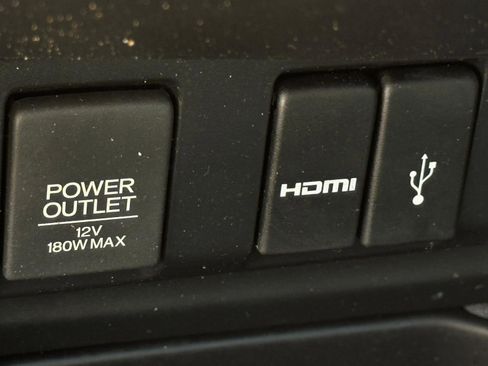 POWER
OUTLET
12V
180W MAX
HDMI